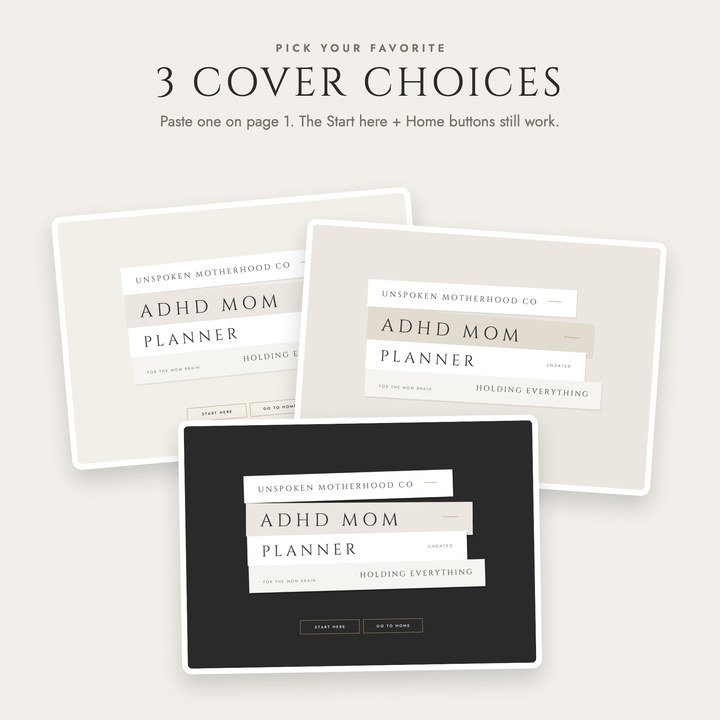 PICK YOUR FAVORITE
3 COVER CHOICES
Paste one on page 1. The Start here + Home buttons still work.
UNSPOKEN MOTHERHOOD CO
ADHD MOM
PLANNER
HOLDING E
FOR THE MOM BRAIN
START HERE
GO TO HOME
UNSPOKEN MOTHERHOOD CO
ADHD MOM
PLANNER
UNDATED
FOR THE MOM BRAIN
HOLDING EVERYTHING
UNSPOKEN MOTHERHOOD CO
ADHD MOM
PLANNER
UNDATED
FOR THE MOM BRAIN
HOLDING EVERYTHING
START HERE
GO TO HOME